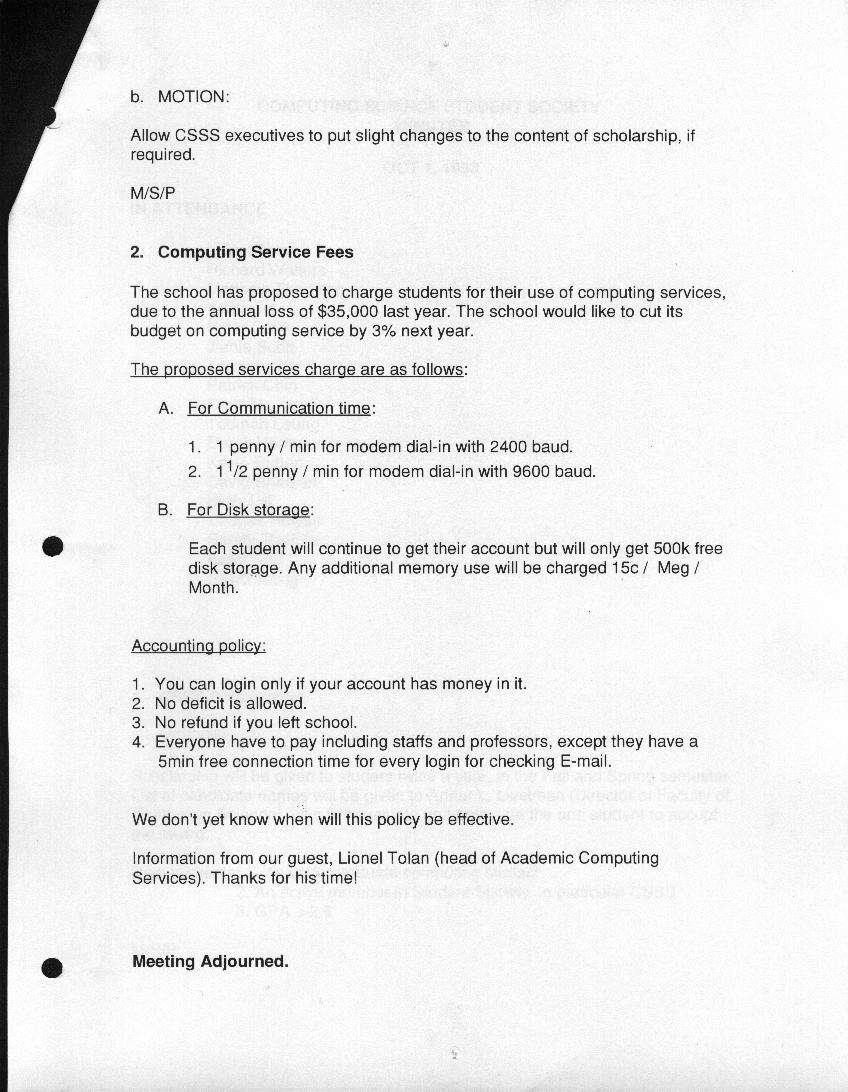 b. MOTION:
Allow CSSS executives to put slight changes to the content of scholarship, if
required.
M/S/P
2. Computing Service Fees
The school has proposed to charge students for their use of computing services,
due to the annual loss of $35,000 last year. The school would like to cut its
budget on computing service by 3% next year.
The proposed services charge are as follows:
A. For Communication time:
1. 1 penny / min for modem dial-in with 2400 baud.
2. 1 1/2 penny / min for modem dial-in with 9600 baud.
B. For Disk storage:
Each student will continue to get their account but will only get 500k free
disk storage. Any additional memory use will be charged 15c / Meg /
Month.
Accounting policy:
1. You can login only if your account has money in it.
2. No deficit is allowed.
3. No refund if you left school.
4. Everyone have to pay including staffs and professors, except they have a
5min free connection time for every login for checking E-mail.
We don't yet know when will this policy be effective.
Information from our guest, Lionel Tolan (head of Academic Computing
Services). Thanks for his time!
Meeting Adjourned.